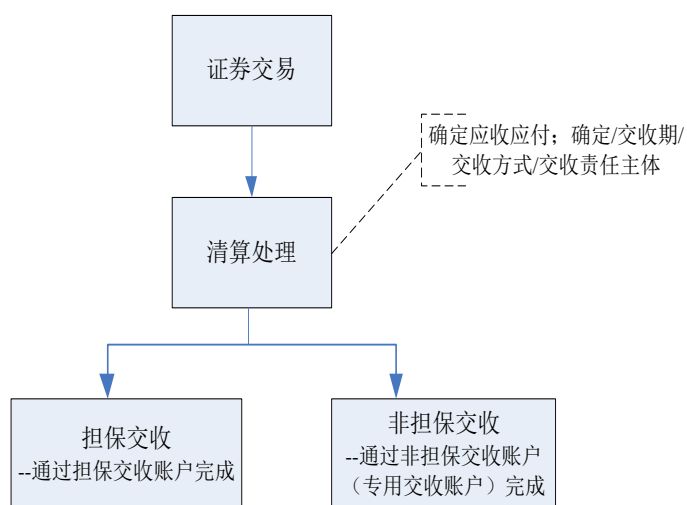 证券交易
确定应收应付；确定/交收期/
交收方式/交收责任主体
清算处理
担保交收
--通过担保交收账户完成
非担保交收
--通过非担保交收账户
（专用交收账户）完成